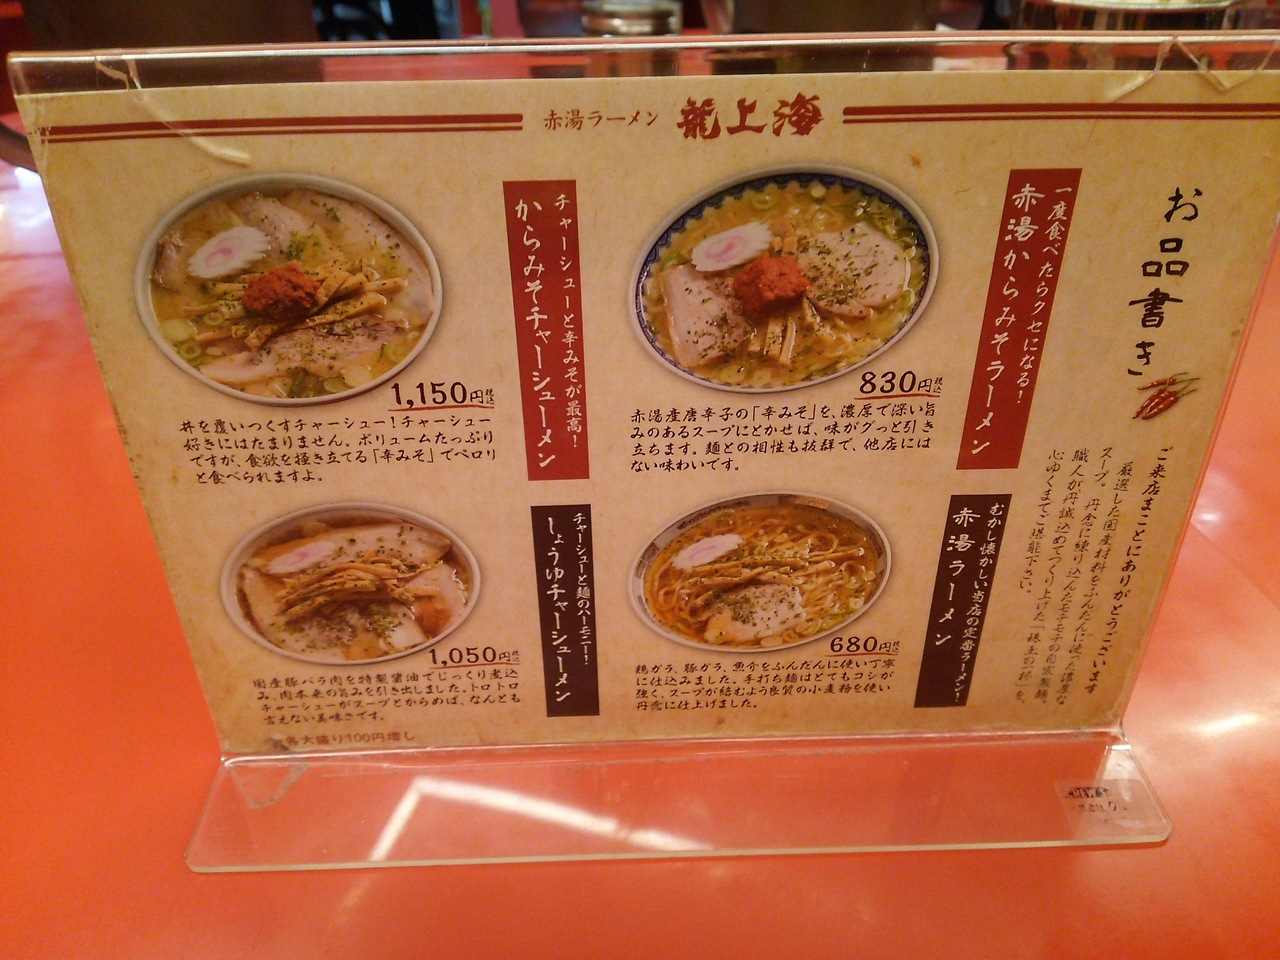 赤湯ラーメン 龍上海
お品書き
ご来店まことにありがとうございます
厳選した国産材料をふんだんに使った濃厚な
スープ。丹念に練り込んだモチモチの自家製麺。
職人が丹誠込めてつくり上げた「珠玉の一杯」を、
心ゆくまでご堪能下さい。
一度食べたらクセになる!
赤湯からみそラーメン
830円税込
赤湯産唐辛子の「辛みそ」を、濃厚で深い旨
みのあるスープにとかせば、味がグっと引き
立ちます。麺との相性も抜群で、他店には
ない味わいです。
チャーシューと辛みそが最高!
からみそチャーシューメン
1,150円税込
丼を覆いつくすチャーシュー!チャーシュー
好きにはたまりません。ボリュームたっぷり
ですが、食欲を掻き立てる「辛みそ」でペロリ
と食べられますよ。
むかし懐かしい当店の定番ラーメン!
赤湯ラーメン
680円税込
鶏ガラ、豚ガラ、魚介をふんだんに使い丁寧
に仕込みました。手打ち麺はとてもコシが
強く、スープが絡むよう良質の小麦粉を使い
丹念に仕上げました。
チャーシューと麺のハーモニー!
しょうゆチャーシューメン
1,050円税込
国産豚バラ肉を特製醤油でじっくり煮込
み、肉本来の旨みを引き出しました。トロトロ
チャーシューがスープとからめば、なんとも
言えない美味さです。
各大盛り100円増し